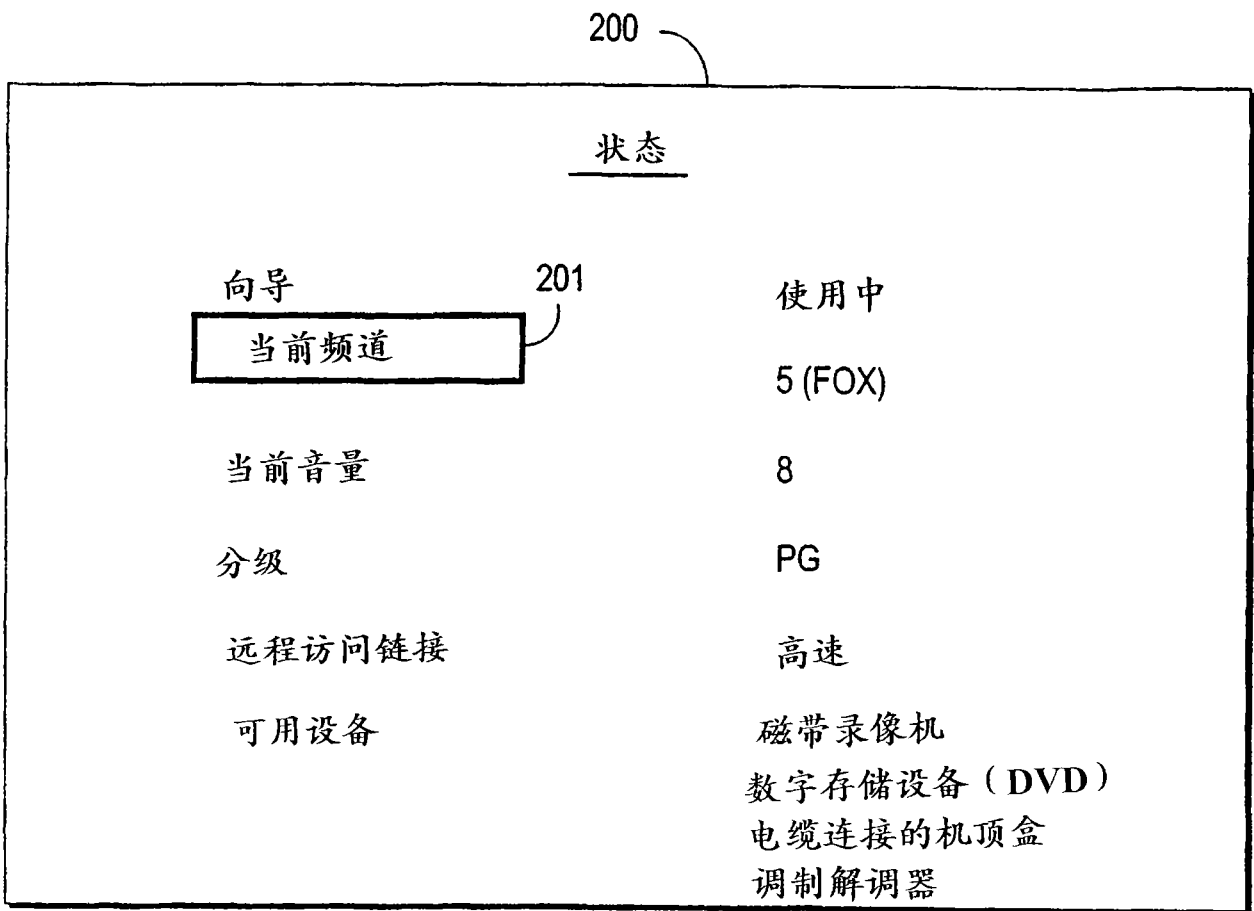 200
状态
向导 201 使用中
当前频道
5 (FOX)
当前音量 8
分级 PG
远程访问链接 高速
可用设备 磁带录像机
数字存储设备（DVD）
电缆连接的机顶盒
调制解调器